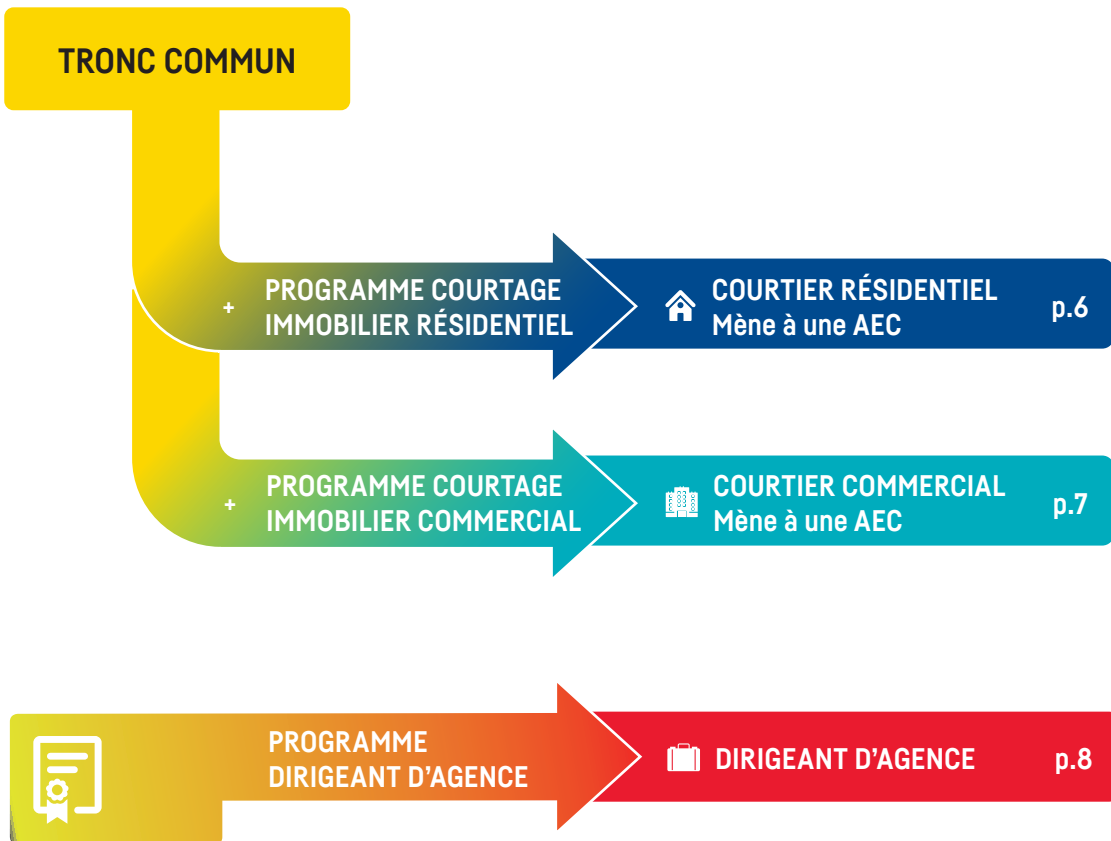 TRONC COMMUN
+ PROGRAMME COURTAGE
IMMOBILIER RÉSIDENTIEL
COURTIER RÉSIDENTIEL
Mène à une AEC
p.6
+ PROGRAMME COURTAGE
IMMOBILIER COMMERCIAL
COURTIER COMMERCIAL
Mène à une AEC
p.7
PROGRAMME
DIRIGEANT D'AGENCE
DIRIGEANT D'AGENCE
p.8